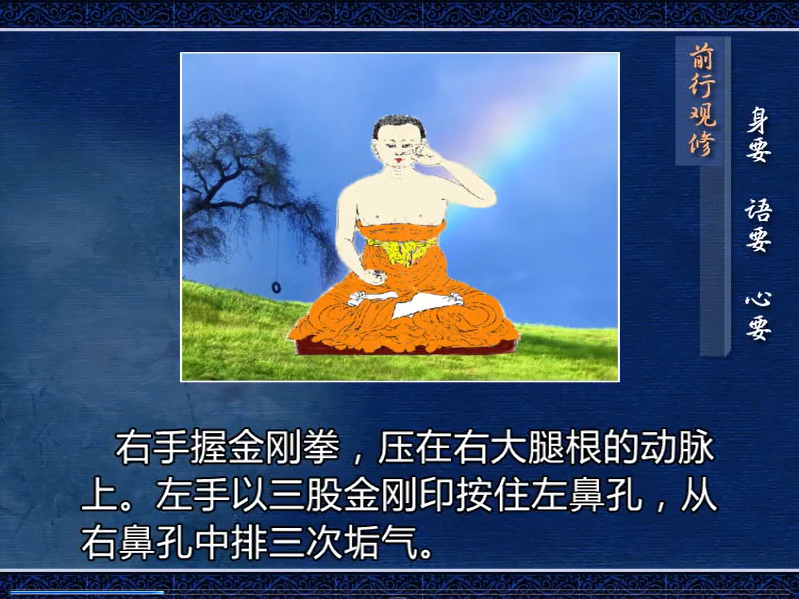 前行观修
身要 语要 心要
右手握金刚拳，压在右大腿根的动脉
上。左手以三股金刚印按住左鼻孔，从
右鼻孔中排三次垢气。